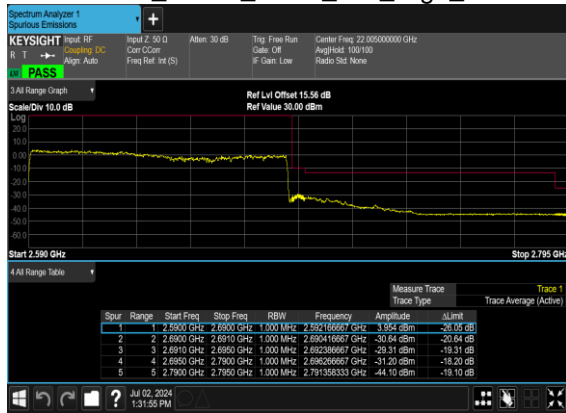 Spectrum Analyzer 1
Spurious Emissions
+
KEYSIGHT Input: RF Input Z: 50 Ω Atten: 30 dB Trig: Free Run Center Freq: 22.005000000 GHz
R T Coupling: DC Corr CCorr Gate: Off Avg|Hold: 100/100
Align: Auto Freq Ref: Int (S) IF Gain: Low Radio Std: None
PASS
3 All Range Graph
Ref Lvl Offset 15.56 dB
Scale/Div 10.0 dB Ref Value 30.00 dBm
Log
20.0
10.0
0.00
-10.0
-20.0
-30.0
-40.0
-50.0
-60.0
Start 2.590 GHz Stop 2.795 GHz
4 All Range Table
Measure Trace Trace 1
Trace Type Trace Average (Active)
Spur Range Start Freq Stop Freq RBW Frequency Amplitude ΔLimit
1 1 2.5900 GHz 2.6900 GHz 1.000 MHz 2.592166667 GHz 3.954 dBm -26.05 dB
2 2 2.6900 GHz 2.6910 GHz 1.000 MHz 2.690416667 GHz -30.64 dBm -20.64 dB
3 3 2.6910 GHz 2.6950 GHz 1.000 MHz 2.692386667 GHz -29.31 dBm -19.31 dB
4 4 2.6950 GHz 2.7900 GHz 1.000 MHz 2.696266667 GHz -31.20 dBm -18.20 dB
5 5 2.7900 GHz 2.7950 GHz 1.000 MHz 2.791358333 GHz -44.10 dBm -19.10 dB
?
Jul 02, 2024
1:31:55 PM